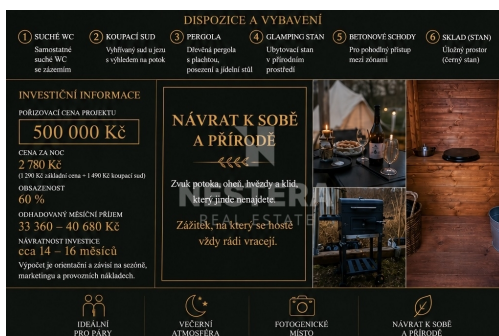 DISPOZICE A VYBAVENÍ
1 SUCHÉ WC
Samostatné
suché WC
se zázemím
2 KOUPACÍ SUD
Vyhřívaný sud u jezu
s výhledem na potok
3 PERGOLA
Dřevěná pergola
s plachtou,
posezení a jídelní stůl
4 GLAMPING STAN
Ubytovací stan
v přírodním
prostředí
5 BETONOVÉ SCHODY
Pro pohodlný přístup
mezi zónami
6 SKLAD (STAN)
Úložný prostor
(černý stan)
INVESTIČNÍ INFORMACE
POŘIZOVACÍ CENA PROJEKTU
500 000 Kč
CENA ZA NOC
2 780 Kč
(1 290 Kč základní cena + 1 490 Kč koupací sud)
OBSAZENOST
60 %
ODHADOVANÝ MĚSÍČNÍ PŘÍJEM
33 360 – 40 680 Kč
NÁVRATNOST INVESTICE
cca 14 – 16 měsíců
Výpočet je orientační a závisí na sezóně,
marketingu a provozních nákladech.
NÁVRAT K SOBĚ
A PŘÍRODĚ
Zvuk potoka, oheň, hvězdy a klid,
který jinde nenajdete.
Zážitek, na který se hosté
vždy rádi vracejí.
NESTERA
REAL ESTATE
IDEÁLNÍ
PRO PÁRY
VEČERNÍ
ATMOSFÉRA
FOTOGENICKÉ
MÍSTO
NÁVRAT K SOBĚ
A PŘÍRODĚ